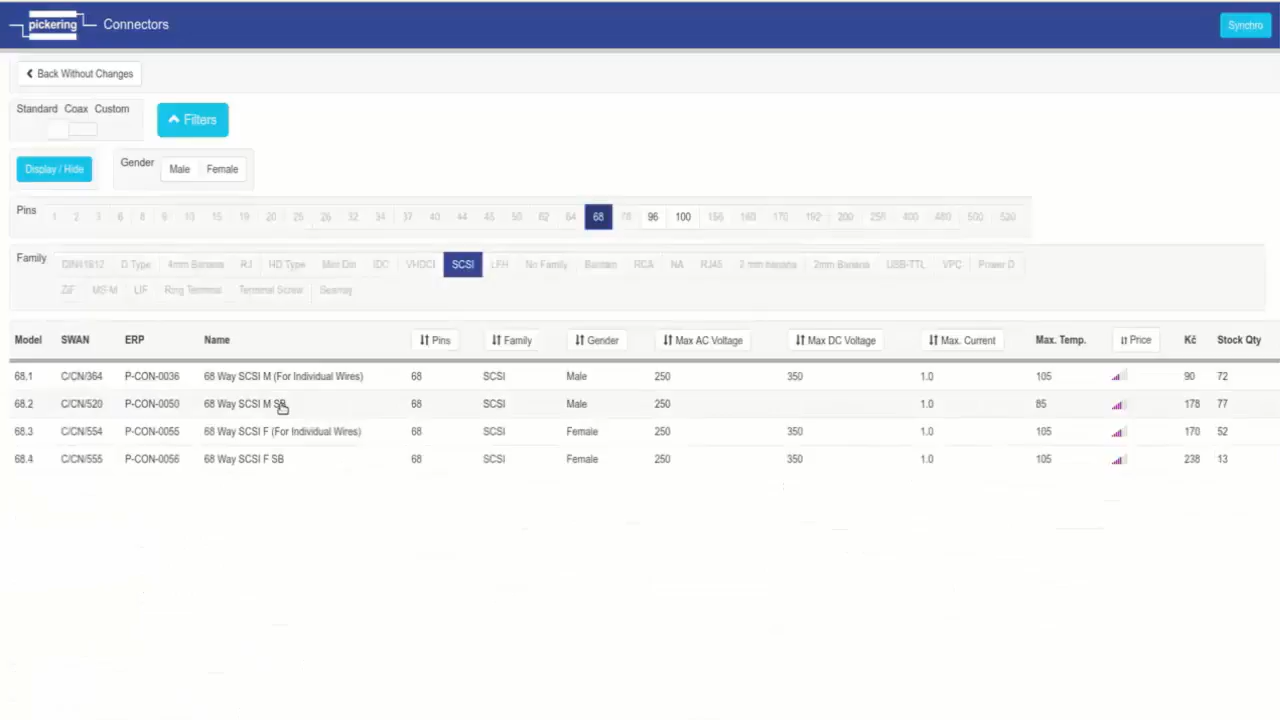 pickering Connectors Synchro
Back Without Changes
Standard Coax Custom
Filters
Display / Hide Gender Male Female
Pins 1 2 3 6 8 9 10 15 19 20 25 26 32 34 37 40 44 45 50 62 64 68 78 96 100 156 160 170 192 200 256 400 480 500 520
Family DIN41612 D Type 4mm Banana RJ HD Type Mini Din IDC VHDCI SCSI LFH No Family Bantam RCA NA RJ45 2 mm banana 2mm Banana USB-TTL VPC Power D
ZIF MS-M LIF Ring Terminal Terminal Screw Searray
Model SWAN ERP Name Pins Family Gender Max AC Voltage Max DC Voltage Max. Current Max. Temp. Price Kč Stock Qty
68.1 C/CN/364 P-CON-0036 68 Way SCSI M (For Individual Wires) 68 SCSI Male 250 350 1.0 105 90 72
68.2 C/CN/520 P-CON-0050 68 Way SCSI M SB 68 SCSI Male 250 1.0 85 178 77
68.3 C/CN/554 P-CON-0055 68 Way SCSI F (For Individual Wires) 68 SCSI Female 250 350 1.0 105 170 52
68.4 C/CN/555 P-CON-0056 68 Way SCSI F SB 68 SCSI Female 250 350 1.0 105 238 13